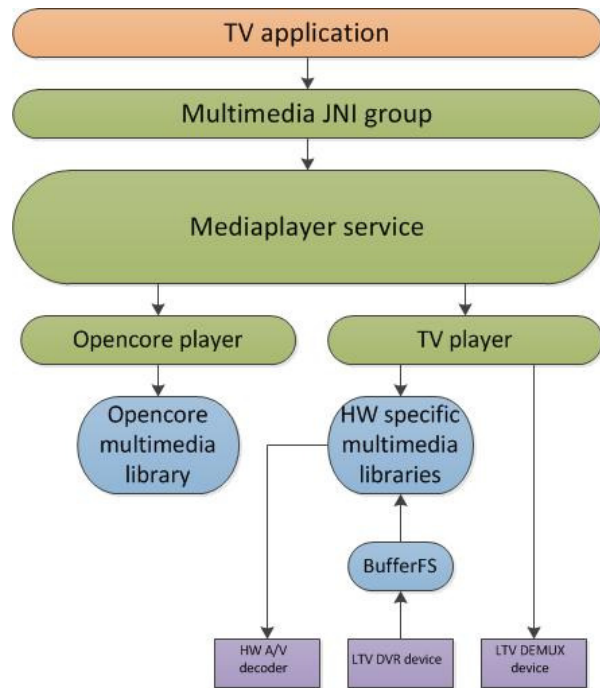 TV application
Multimedia JNI group
Mediaplayer service
Opencore player
TV player
Opencore
multimedia
library
HW specific
multimedia
libraries
BufferFS
HW A/V
decoder
LTV DVR device
LTV DEMUX
device